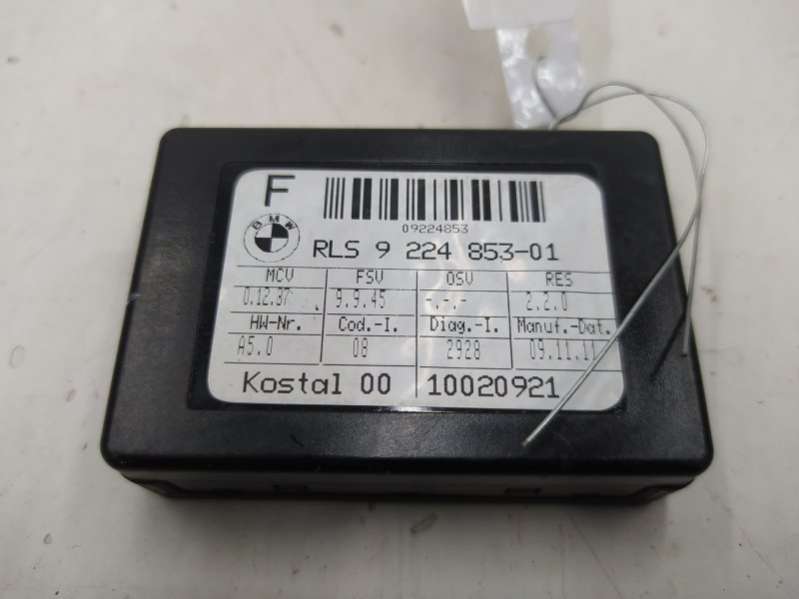 F
09224853
BMW
RLS 9 224 853-01
MCV FSV OSV RES
0.12.37 9.9.45 -.-.- 2.2.0
HW-Nr. Cod.-I. Diag.-I. Manuf.-Dat.
A5.0 08 2928 09.11.11
Kostal 00 10020921